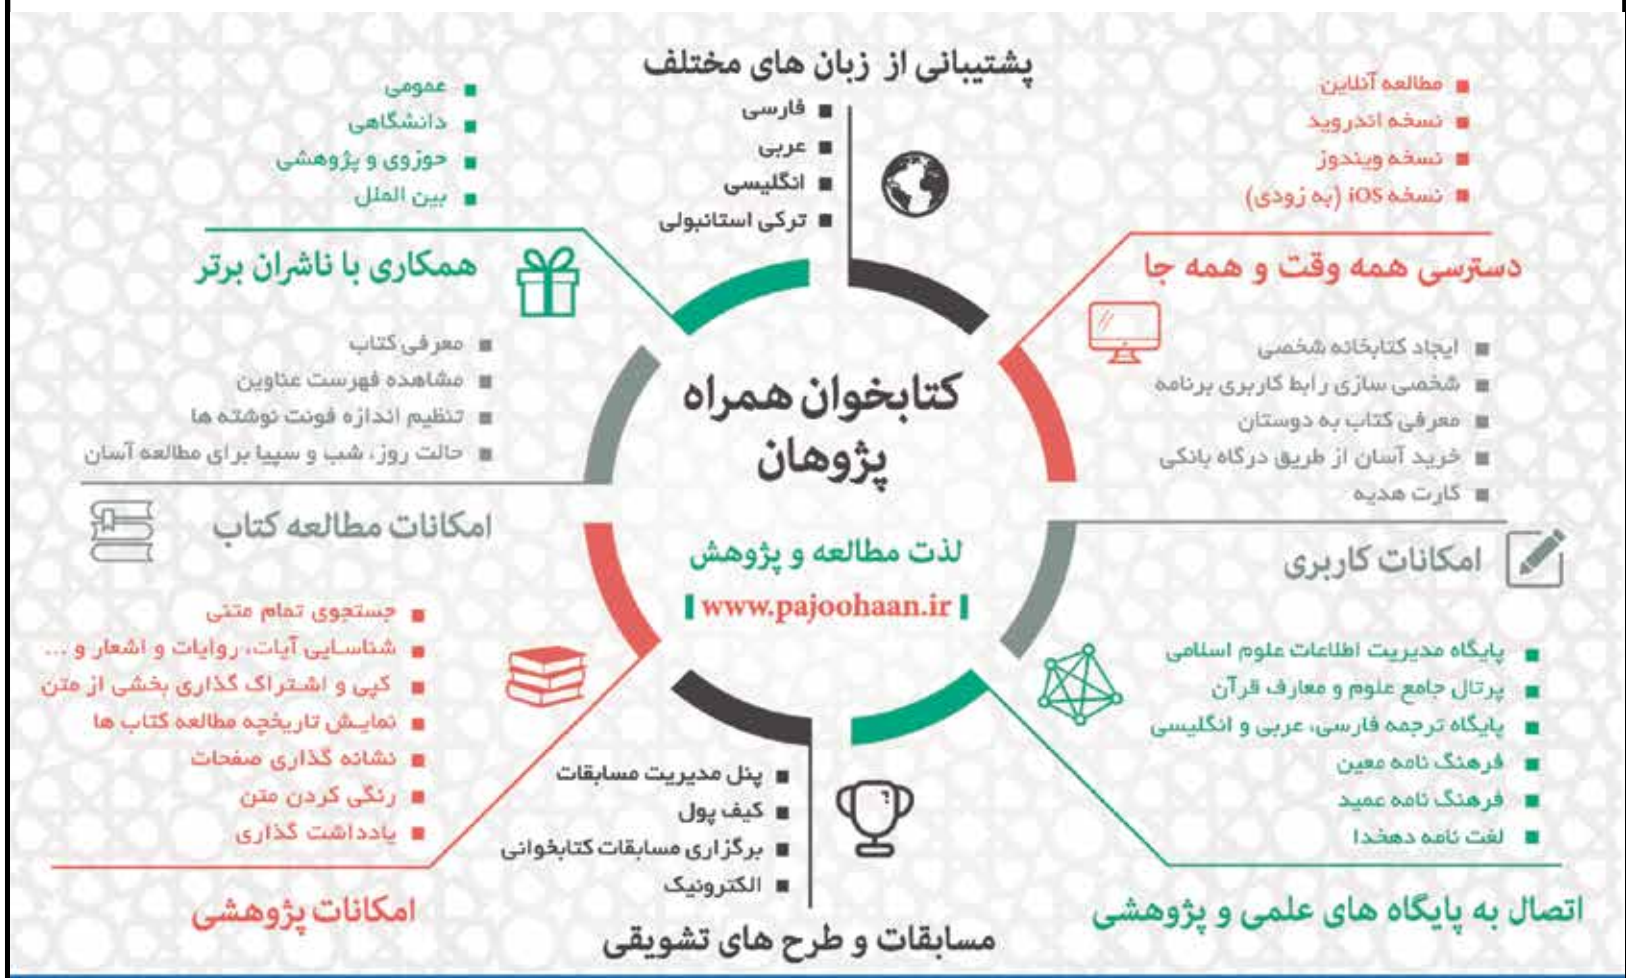 پشتیبانی از زبان های مختلف
فارسی
عربی
انگلیسی
ترکی استانبولی
مطالعه آنلاین
نسخه اندروید
نسخه ویندوز
نسخه iOS (به زودی)
دسترسی همه وقت و همه جا
ایجاد کتابخانه شخصی
شخصی سازی رابط کاربری برنامه
معرفی کتاب به دوستان
خرید آسان از طریق درگاه بانکی
کارت هدیه
امکانات کاربری
پایگاه مدیریت اطلاعات علوم اسلامی
پرتال جامع علوم و معارف قرآن
پایگاه ترجمه فارسی، عربی و انگلیسی
فرهنگ نامه معین
فرهنگ نامه عمید
لغت نامه دهخدا
اتصال به پایگاه های علمی و پژوهشی
کتابخوان همراه
پژوهان
لذت مطالعه و پژوهش
www.pajoohaan.ir
عمومی
دانشگاهی
حوزوی و پژوهشی
بین الملل
همکاری با ناشران برتر
معرفی کتاب
مشاهده فهرست عناوین
تنظیم اندازه فونت نوشته ها
حالت روز، شب و سپیا برای مطالعه آسان
امکانات مطالعه کتاب
جستجوی تمام متنی
شناسایی آیات، روایات و اشعار و ...
کپی و اشتراک گذاری بخشی از متن
نمایش تاریخچه مطالعه کتاب ها
نشانه گذاری صفحات
رنگی کردن متن
یادداشت گذاری
امکانات پژوهشی
پنل مدیریت مسابقات
کیف پول
برگزاری مسابقات کتابخوانی
الکترونیک
مسابقات و طرح های تشویقی